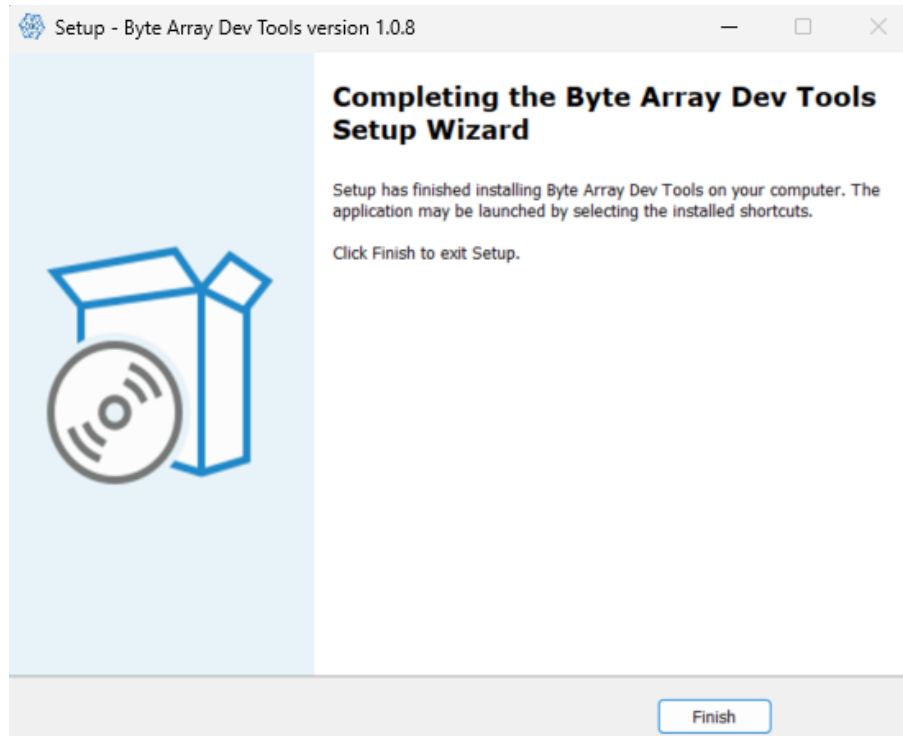 Setup - Byte Array Dev Tools version 1.0.8
Completing the Byte Array Dev Tools
Setup Wizard
Setup has finished installing Byte Array Dev Tools on your computer. The
application may be launched by selecting the installed shortcuts.
Click Finish to exit Setup.
Finish